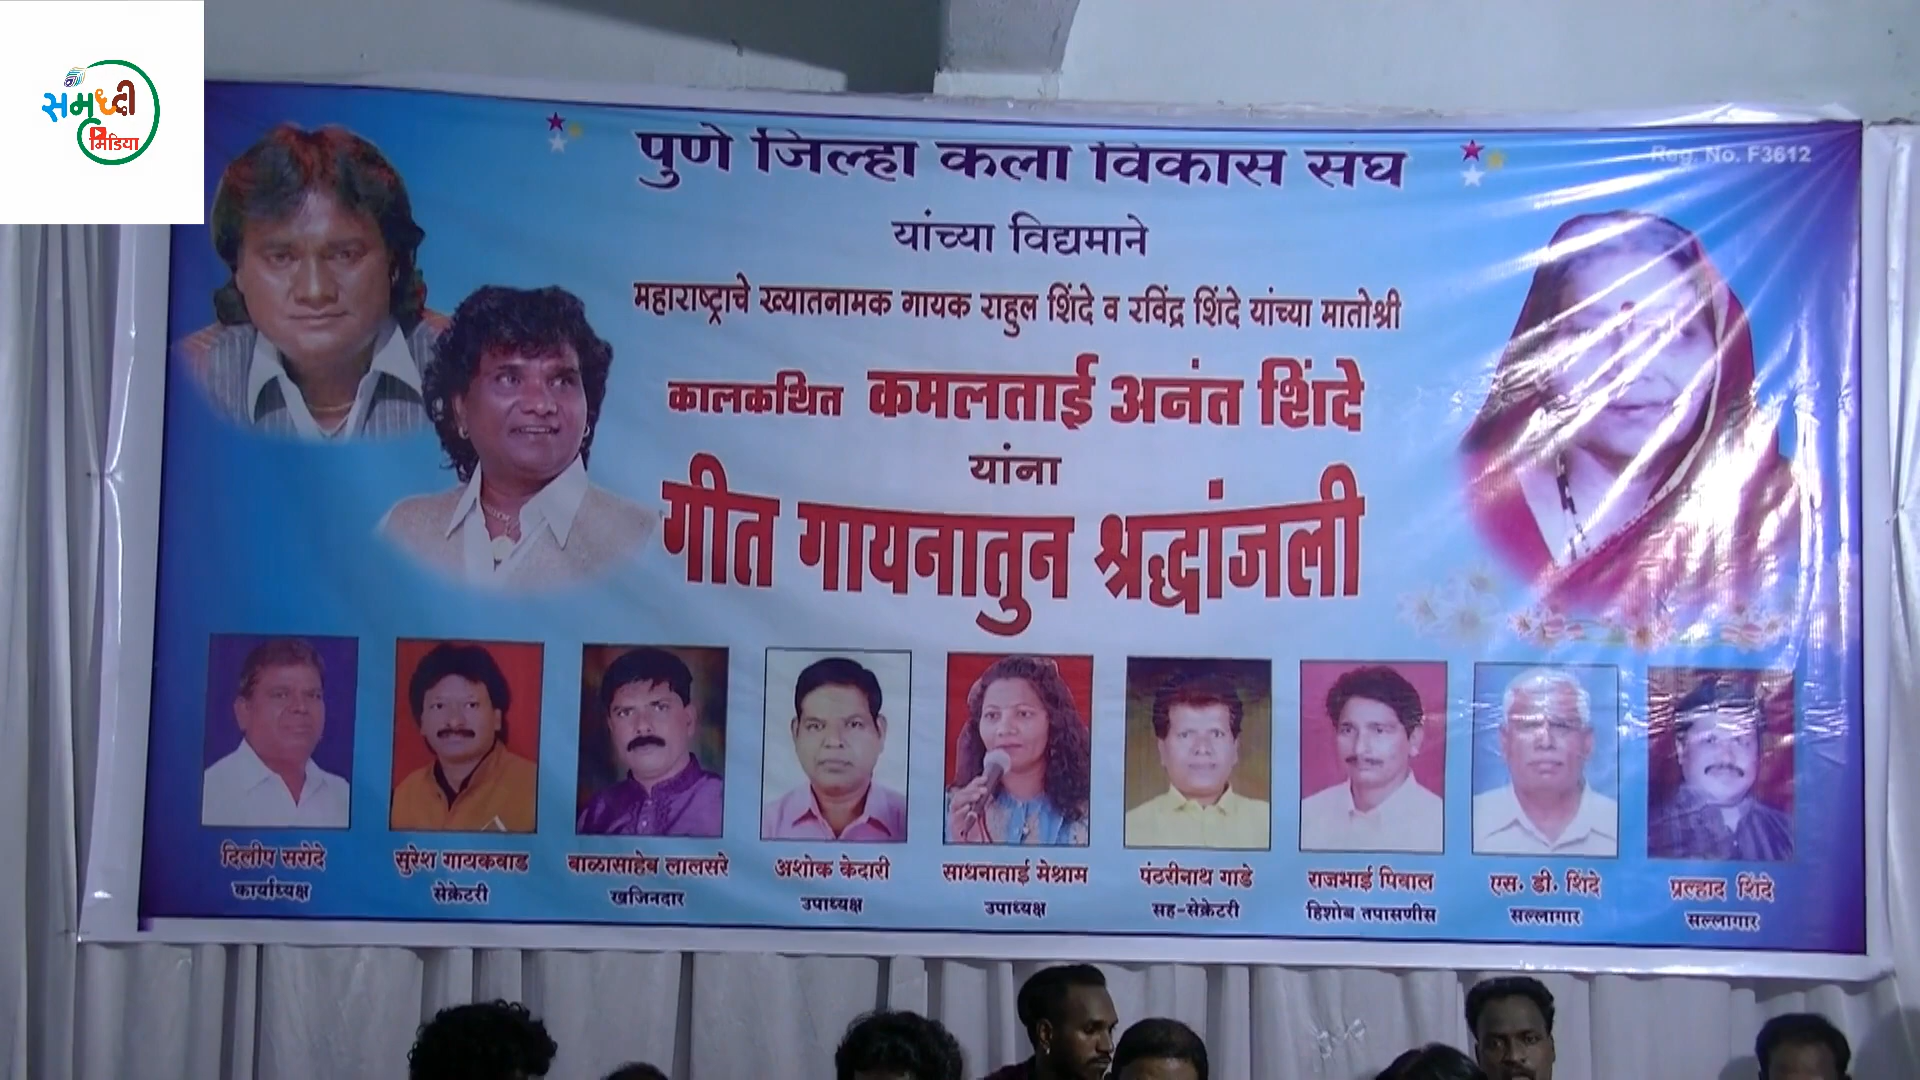 समृध्दी
मिडिया
पुणे जिल्हा कला विकास संघ
Reg. No. F3612
यांच्या विद्यमाने
महाराष्ट्राचे ख्यातनामक गायक राहुल शिंदे व रविंद्र शिंदे यांच्या मातोश्री
कालकथित कमलताई अनंत शिंदे
यांना
गीत गायनातुन श्रद्धांजली
दिलीप सरोदे
कार्याध्यक्ष
सुरेश गायकवाड
सेक्रेटरी
बाळासाहेब लालसरे
खजिनदार
अशोक केदारी
उपाध्यक्ष
साधनाताई मेश्राम
उपाध्यक्ष
पंढरीनाथ गाडे
सह-सेक्रेटरी
राजभाई पिवाल
हिशोब तपासणीस
एस. डी. शिंदे
सल्लागार
प्रल्हाद शिंदे
सल्लागार